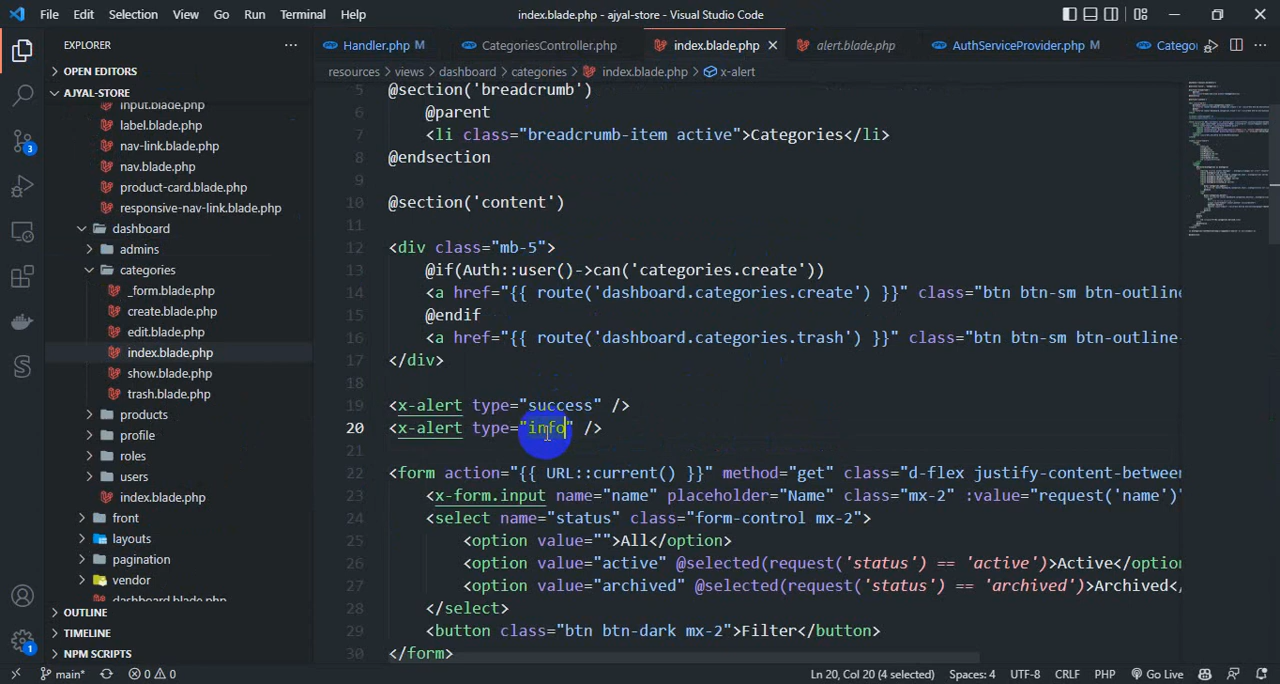 File Edit Selection View Go Run Terminal Help
index.blade.php - ajyal-store - Visual Studio Code
EXPLORER
OPEN EDITORS
AJYAL-STORE
input.blade.php
label.blade.php
nav-link.blade.php
nav.blade.php
product-card.blade.php
responsive-nav-link.blade.php
dashboard
admins
categories
_form.blade.php
create.blade.php
edit.blade.php
index.blade.php
show.blade.php
trash.blade.php
products
profile
roles
users
index.blade.php
front
layouts
pagination
vendor
dashboard.blade.php
OUTLINE
TIMELINE
NPM SCRIPTS
3
1
Handler.php M
CategoriesController.php
index.blade.php
alert.blade.php
AuthServiceProvider.php M
Catego
resources > views > dashboard > categories > index.blade.php > x-alert
5 @section('breadcrumb')
6 @parent
7 <li class="breadcrumb-item active">Categories</li>
8 @endsection
9
10 @section('content')
11
12 <div class="mb-5">
13 @if(Auth::user()->can('categories.create'))
14 <a href="{{ route('dashboard.categories.create') }}" class="btn btn-sm btn-outline
15 @endif
16 <a href="{{ route('dashboard.categories.trash') }}" class="btn btn-sm btn-outline-
17 </div>
18
19 <x-alert type="success" />
20 <x-alert type="info" />
21
22 <form action="{{ URL::current() }}" method="get" class="d-flex justify-content-between
23 <x-form.input name="name" placeholder="Name" class="mx-2" :value="request('name')"
24 <select name="status" class="form-control mx-2">
25 <option value="">All</option>
26 <option value="active" @selected(request('status') == 'active')>Active</option
27 <option value="archived" @selected(request('status') == 'archived')>Archived</
28 </select>
29 <button class="btn btn-dark mx-2">Filter</button>
30 </form>
main* 0 0
Ln 20, Col 20 (4 selected) Spaces: 4 UTF-8 CRLF PHP Go Live